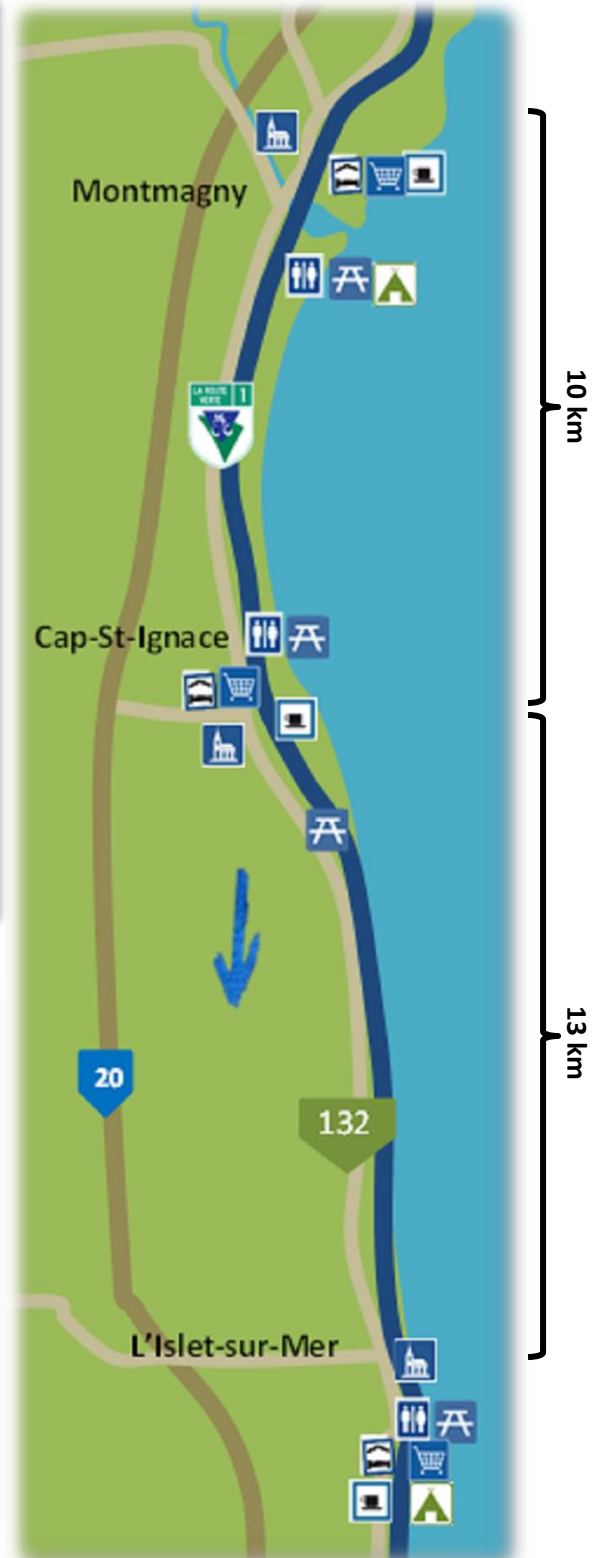 Montmagny
LA ROUTE
VERTE 1
10 km
Cap-St-Ignace
13 km
20
132
L'Islet-sur-Mer